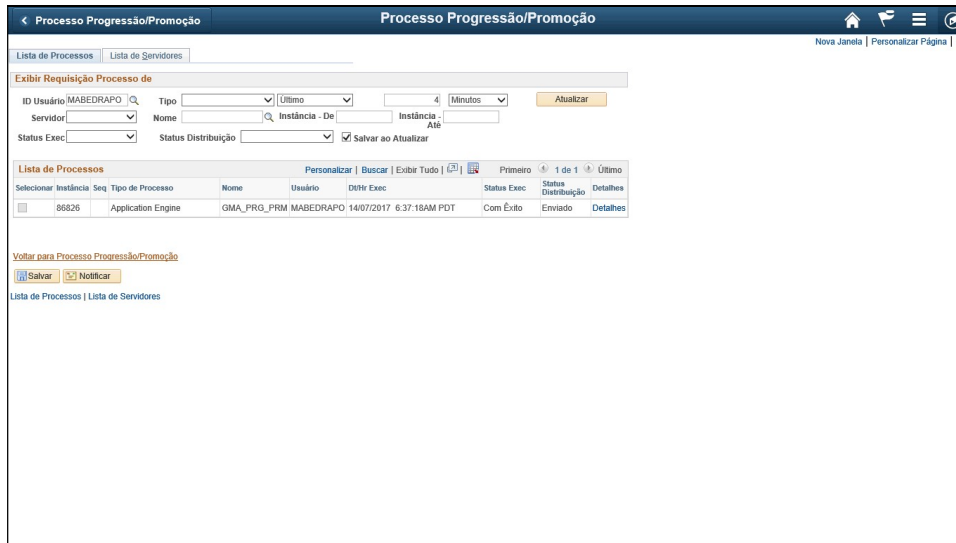 Processo Progressão/Promoção
Processo Progressão/Promoção
Nova Janela | Personalizar Página |
Lista de Processos
Lista de Servidores
Exibir Requisição Processo de
ID Usuário MABEDRAPO Tipo Último 4 Minutos Atualizar
Servidor Nome Instância - De Instância - Até
Status Exec Status Distribuição Salvar ao Atualizar
Lista de Processos Personalizar | Buscar | Exibir Tudo | | Primeiro 1 de 1 Último
Selecionar Instância Seq Tipo de Processo Nome Usuário Dt/Hr Exec Status Exec Status Distribuição Detalhes
86826 Application Engine GMA_PRG_PRM MABEDRAPO 14/07/2017 6:37:18AM PDT Com Êxito Enviado Detalhes
Voltar para Processo Progressão/Promoção
Salvar Notificar
Lista de Processos | Lista de Servidores